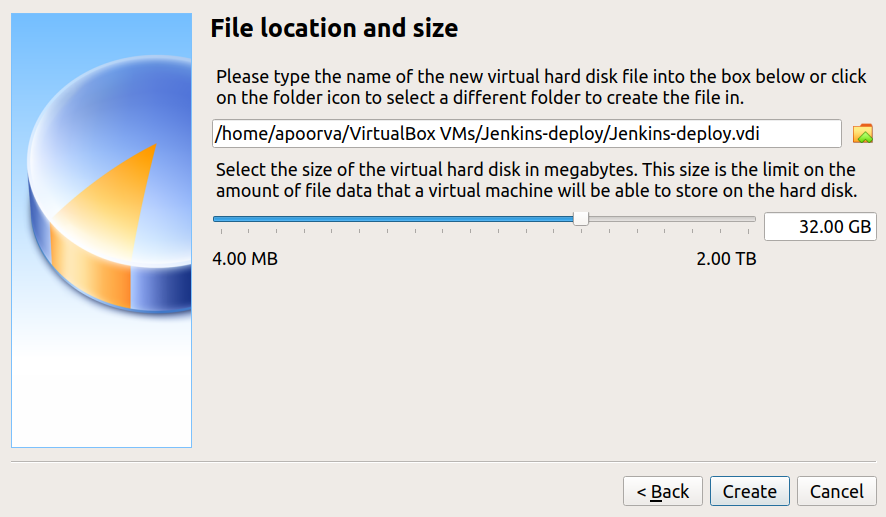 File location and size
Please type the name of the new virtual hard disk file into the box below or click
on the folder icon to select a different folder to create the file in.
/home/apoorva/VirtualBox VMs/Jenkins-deploy/Jenkins-deploy.vdi
Select the size of the virtual hard disk in megabytes. This size is the limit on the
amount of file data that a virtual machine will be able to store on the hard disk.
32.00 GB
4.00 MB 2.00 TB
< Back Create Cancel